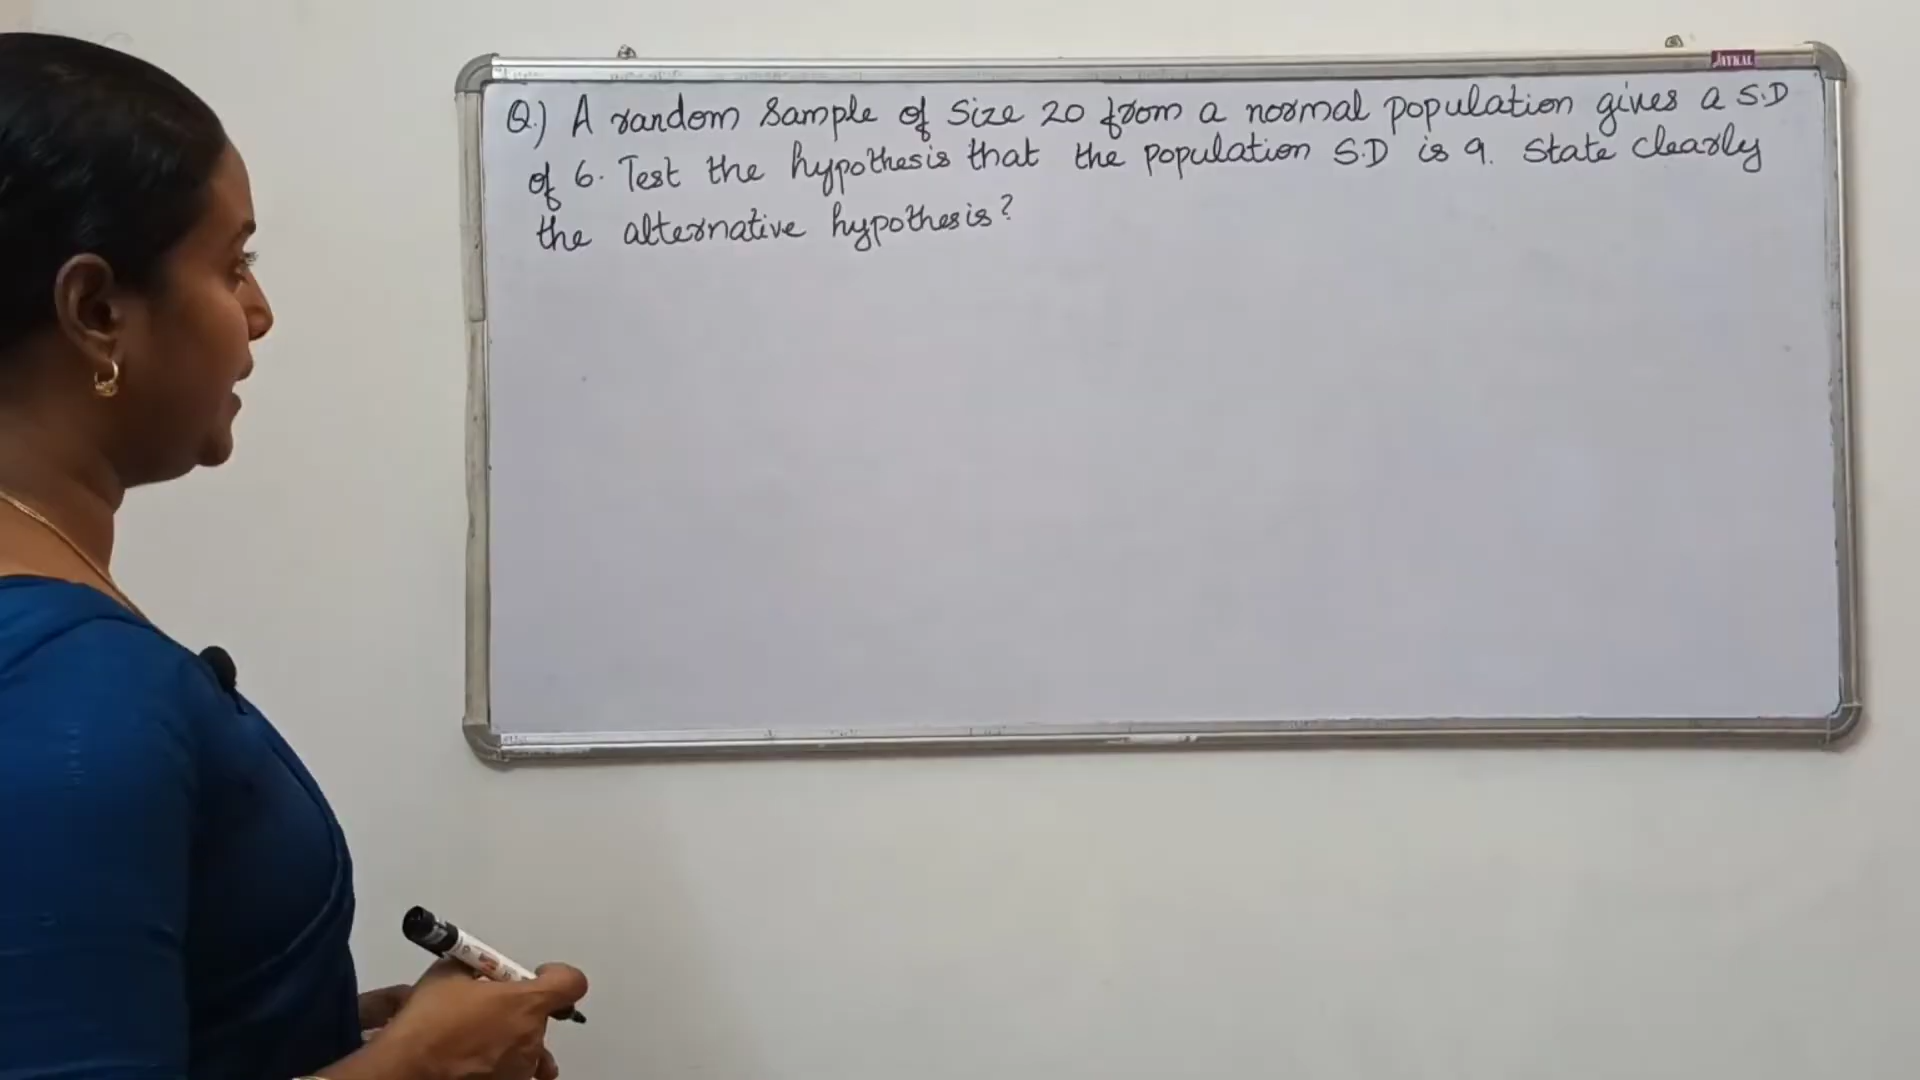 Q.) A random sample of size 20 from a normal population gives a S.D
of 6. Test the hypothesis that the population S.D is 9. State clearly
the alternative hypothesis?
JAYKAL